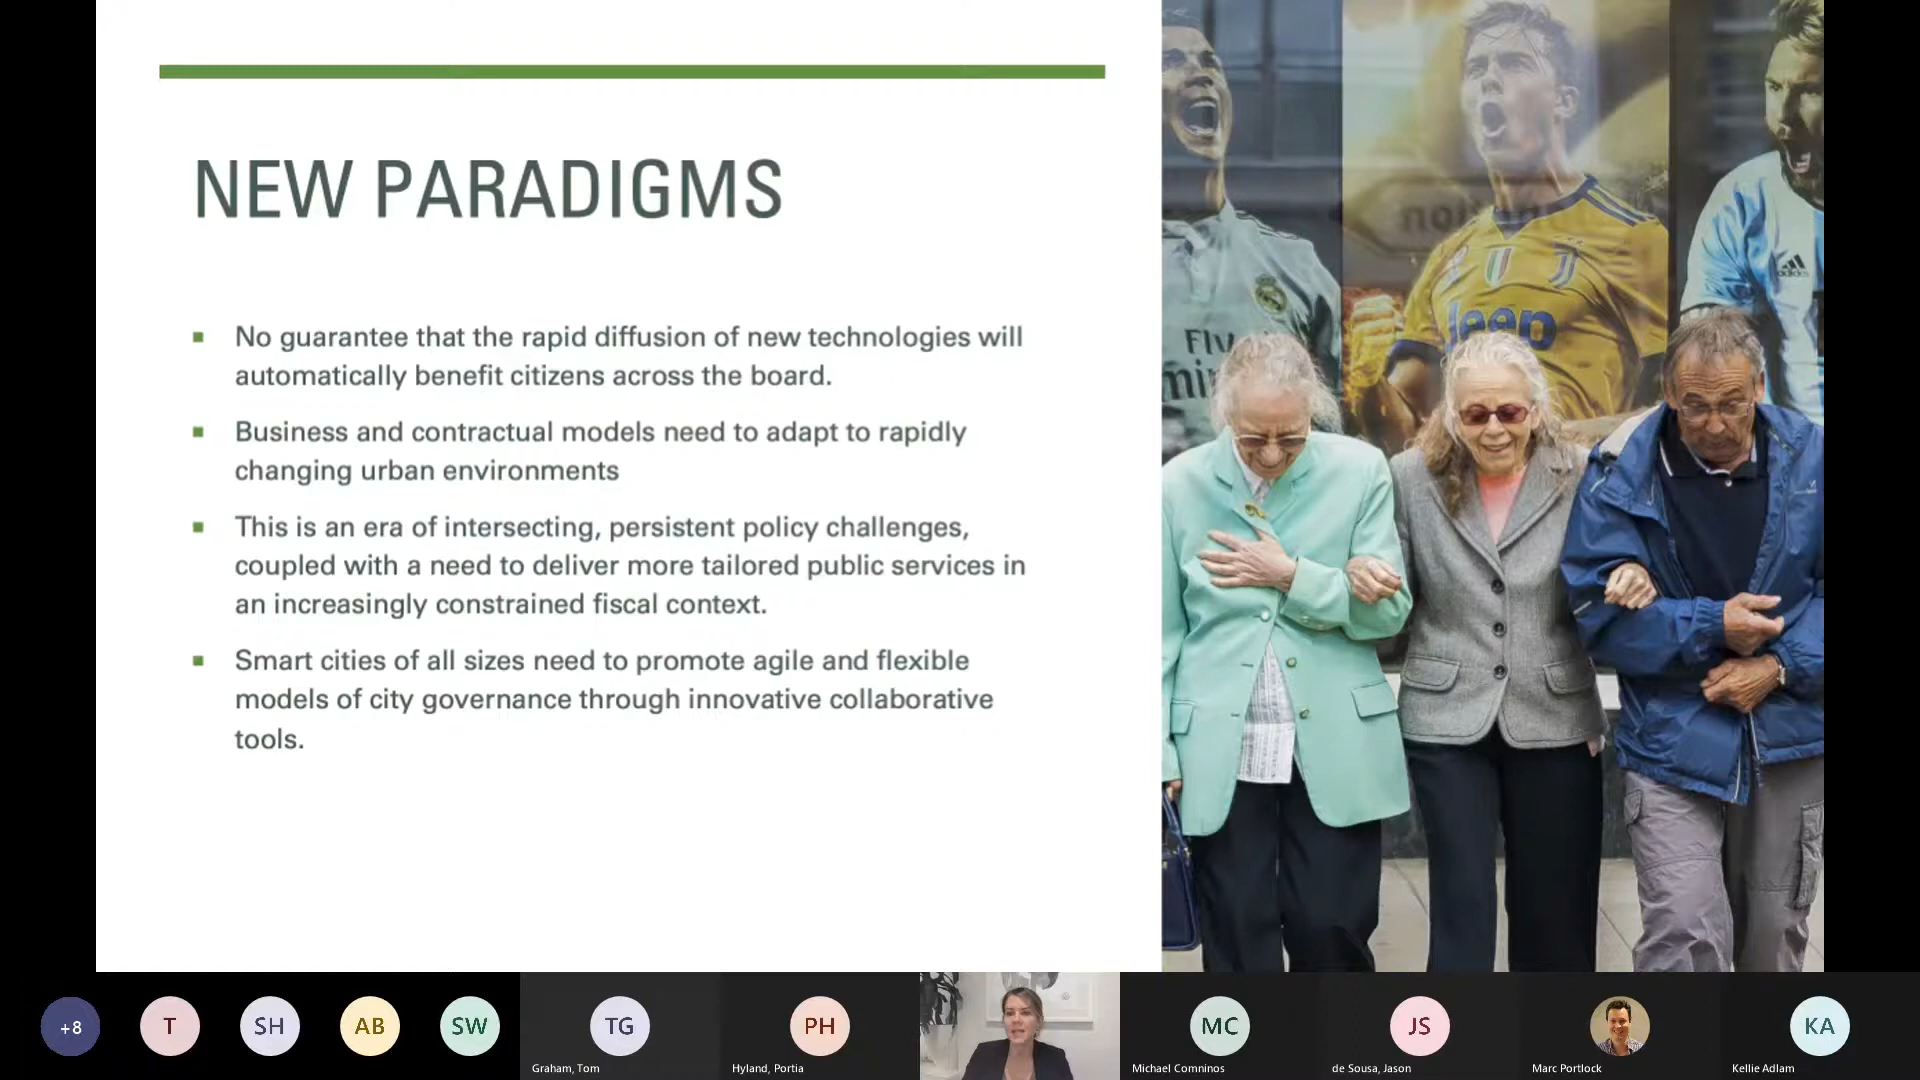 NEW PARADIGMS
No guarantee that the rapid diffusion of new technologies will
automatically benefit citizens across the board.
Business and contractual models need to adapt to rapidly
changing urban environments
This is an era of intersecting, persistent policy challenges,
coupled with a need to deliver more tailored public services in
an increasingly constrained fiscal context.
Smart cities of all sizes need to promote agile and flexible
models of city governance through innovative collaborative
tools.
Fly
Jeep
adidas
+8
T
SH
AB
SW
TG
Graham, Tom
PH
Hyland, Portia
MC
Michael Comninos
JS
de Sousa, Jason
Marc Portlock
KA
Kellie Adlam